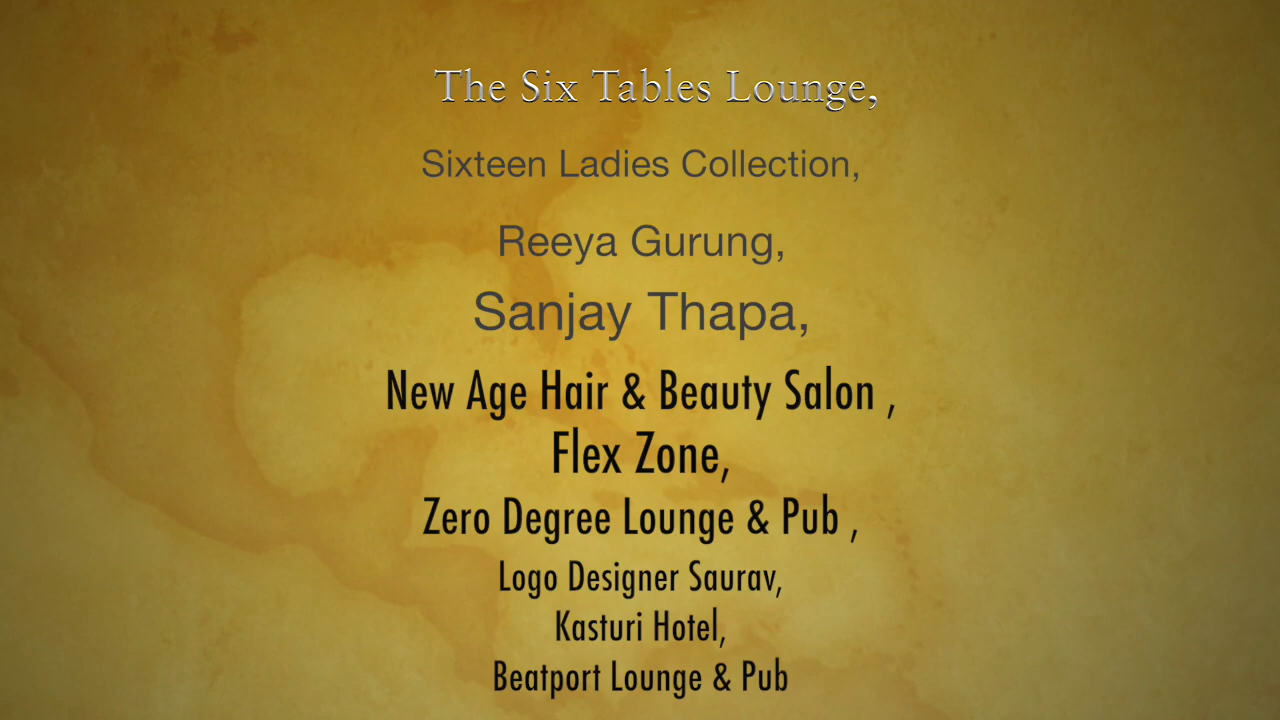 The Six Tables Lounge,
Sixteen Ladies Collection,
Reeya Gurung,
Sanjay Thapa,
New Age Hair & Beauty Salon ,
Flex Zone,
Zero Degree Lounge & Pub ,
Logo Designer Saurav,
Kasturi Hotel,
Beatport Lounge & Pub